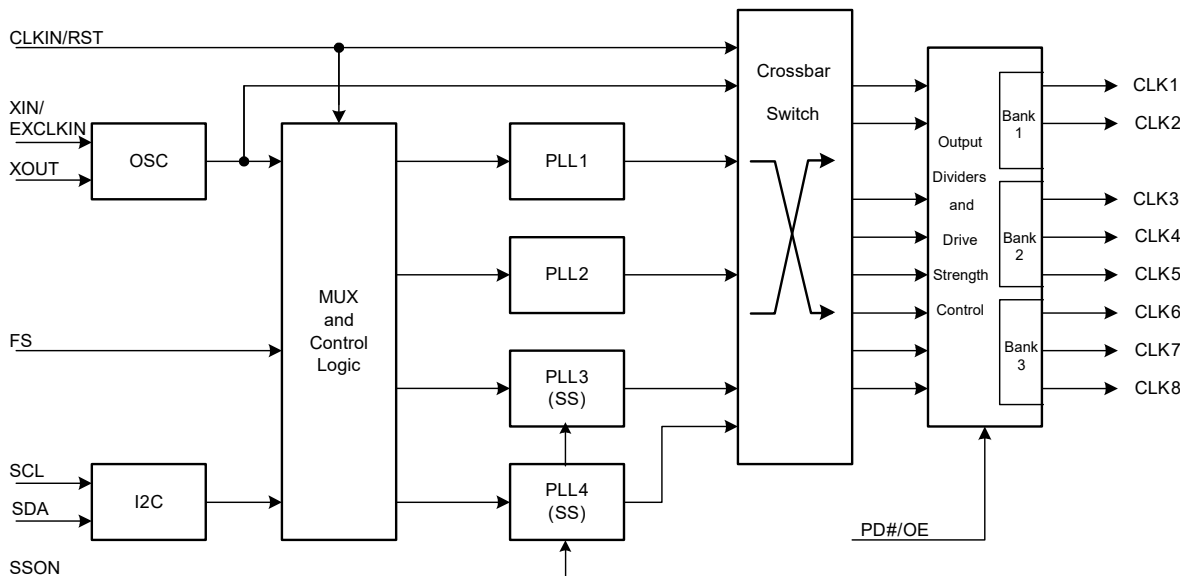 CLKIN/RST
XIN/
EXCLKIN
XOUT
OSC
FS
SCL
SDA
I2C
SSON
MUX
and
Control
Logic
PLL1
PLL2
PLL3
(SS)
PLL4
(SS)
Crossbar
Switch
Output
Dividers
and
Drive
Strength
Control
Bank
1
Bank
2
Bank
3
CLK1
CLK2
CLK3
CLK4
CLK5
CLK6
CLK7
CLK8
PD#/OE